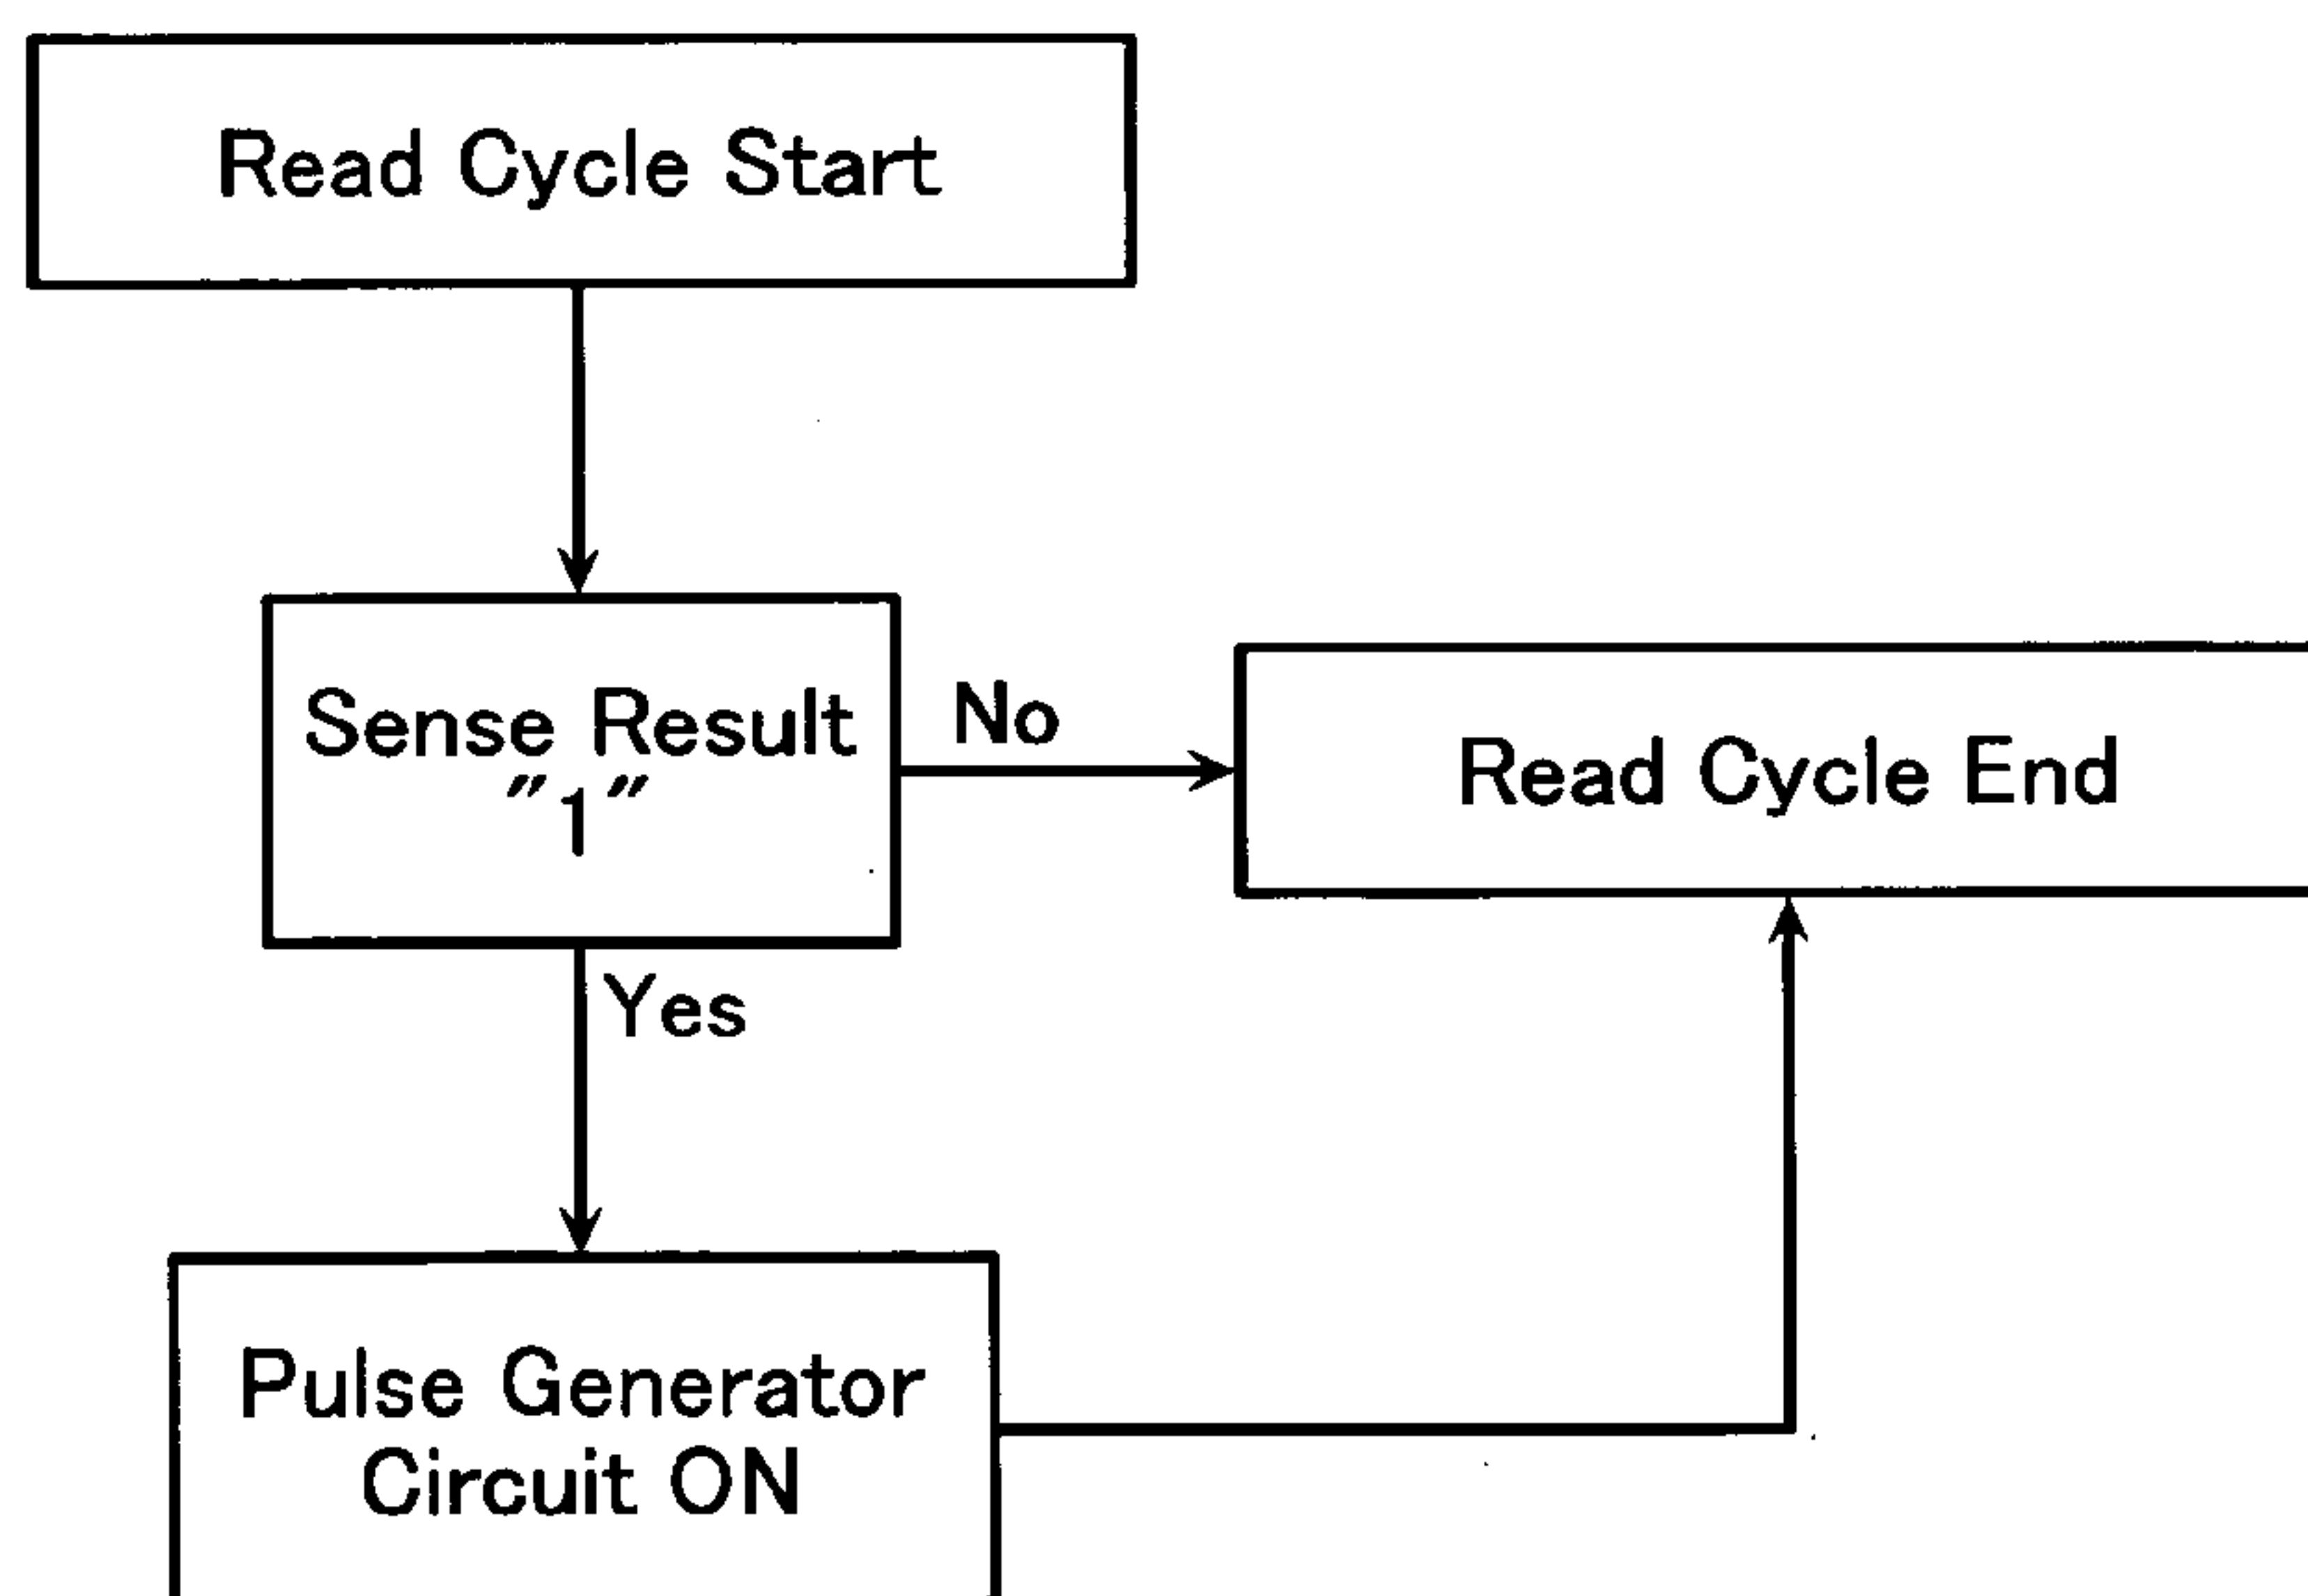 Read Cycle Start
Sense Result
"1"
No
Read Cycle End
Yes
Pulse Generator
Circuit ON